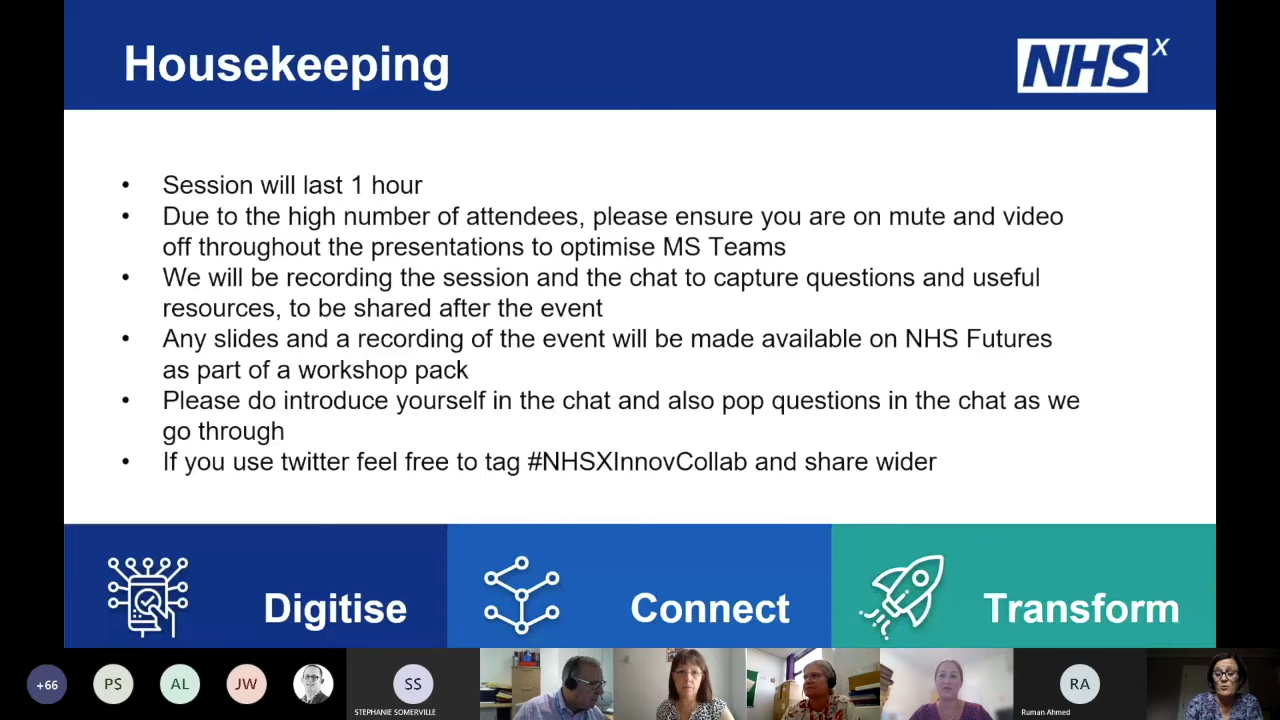 Housekeeping
NHSX
• Session will last 1 hour
• Due to the high number of attendees, please ensure you are on mute and video
off throughout the presentations to optimise MS Teams
• We will be recording the session and the chat to capture questions and useful
resources, to be shared after the event
• Any slides and a recording of the event will be made available on NHS Futures
as part of a workshop pack
• Please do introduce yourself in the chat and also pop questions in the chat as we
go through
• If you use twitter feel free to tag #NHSXInnovCollab and share wider
Digitise
Connect
Transform
+66
PS
AL
JW
SS
STEPHANIE SOMERVILLE
RA
Ruman Ahmed